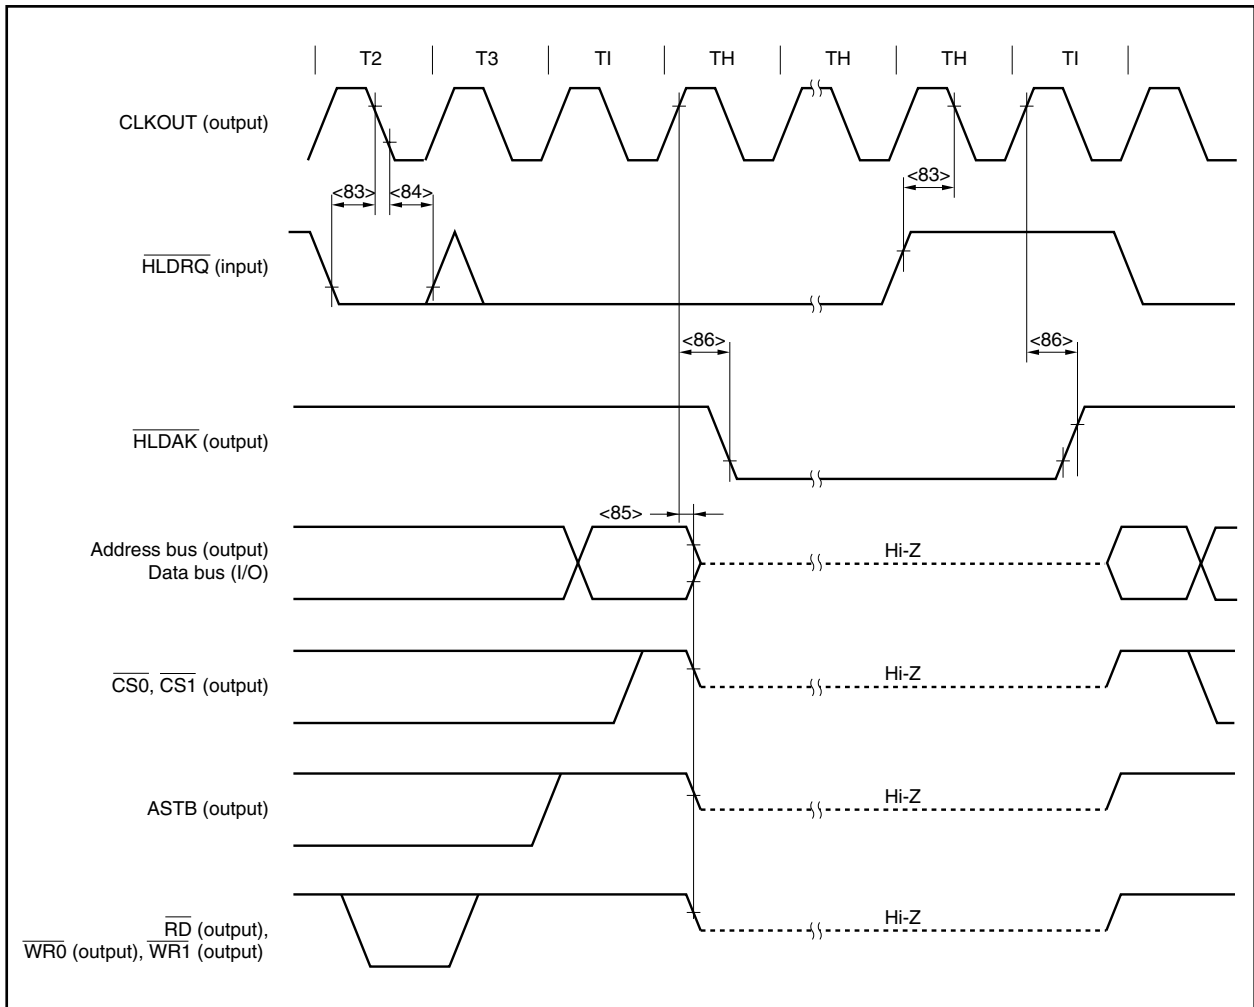 T2 T3 TI TH TH TH TI
CLKOUT (output)
<83> <84> <83>
HLDRQ (input)
<86> <86>
HLDAK (output)
<85>
Address bus (output)
Data bus (I/O)
Hi-Z
CS0, CS1 (output)
Hi-Z
ASTB (output)
Hi-Z
RD (output),
WR0 (output), WR1 (output)
Hi-Z